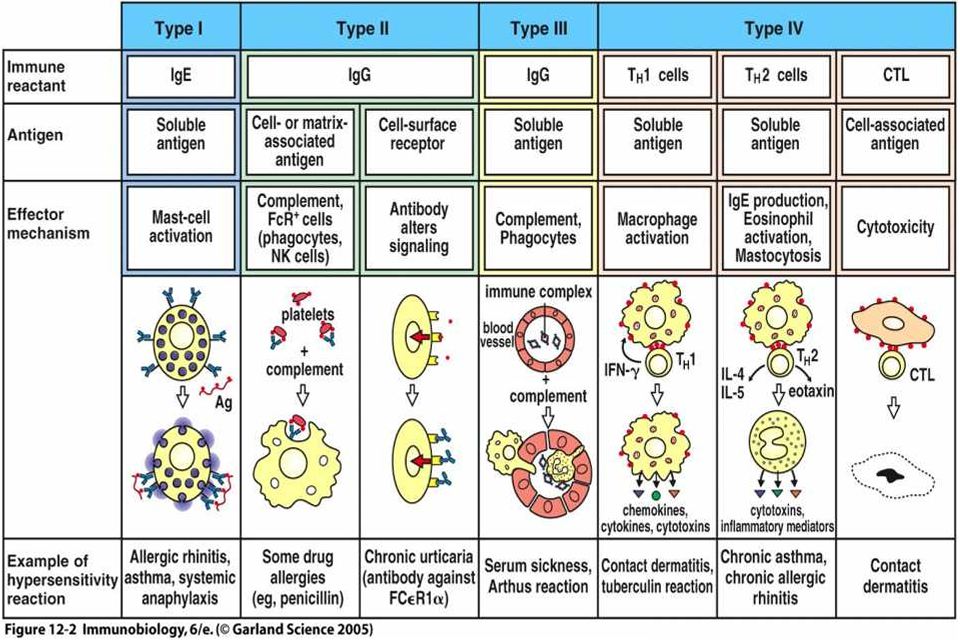 Type I
Type II
Type III
Type IV
Immune
reactant
IgE
IgG
IgG
TH1 cells
TH2 cells
CTL
Antigen
Soluble
antigen
Cell- or matrix-
associated
antigen
Cell-surface
receptor
Soluble
antigen
Soluble
antigen
Soluble
antigen
Cell-associated
antigen
Effector
mechanism
Mast-cell
activation
Complement,
FcR+ cells
(phagocytes,
NK cells)
Antibody
alters
signaling
Complement,
Phagocytes
Macrophage
activation
IgE production,
Eosinophil
activation,
Mastocytosis
Cytotoxicity
Ag
platelets
+
complement
immune complex
blood
vessel
+
complement
IFN-γ
TH1
chemokines,
cytokines, cytotoxins
IL-4
IL-5
TH2
eotaxin
cytotoxins,
inflammatory mediators
CTL
Example of
hypersensitivity
reaction
Allergic rhinitis,
asthma, systemic
anaphylaxis
Some drug
allergies
(eg, penicillin)
Chronic urticaria
(antibody against
FCεR1α)
Serum sickness,
Arthus reaction
Contact dermatitis,
tuberculin reaction
Chronic asthma,
chronic allergic
rhinitis
Contact
dermatitis
Figure 12-2 Immunobiology, 6/e. (© Garland Science 2005)